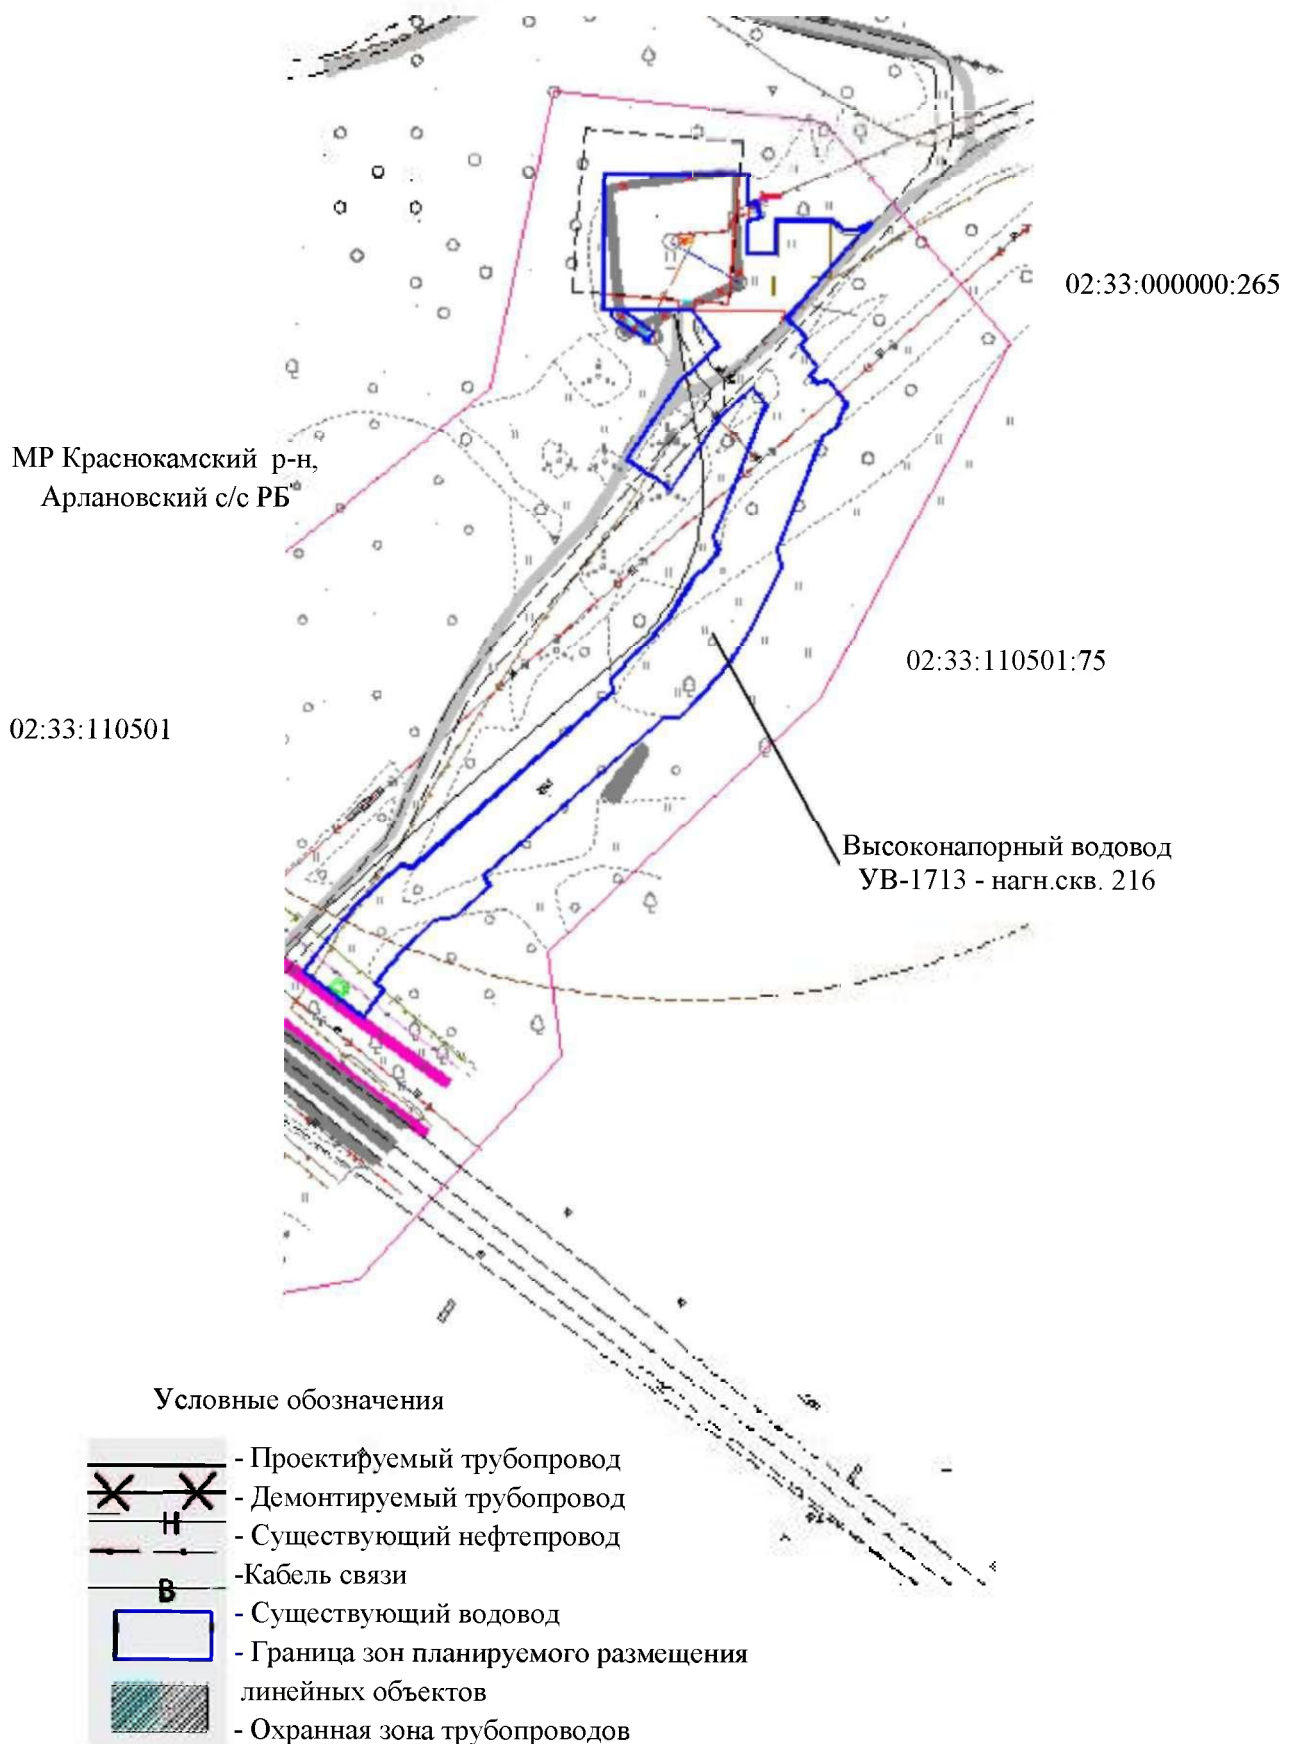 02:33:000000:265
МР Краснокамский р-н,
Арлановский с/с РБ
02:33:110501:75
02:33:110501
Высоконапорный водовод
УВ-1713 - нагн.скв. 216
Условные обозначения
- Проектируемый трубопровод
- Демонтируемый трубопровод
Н
- Существующий нефтепровод
-Кабель связи
В
- Существующий водовод
- Граница зон планируемого размещения
линейных объектов
- Охранная зона трубопроводов